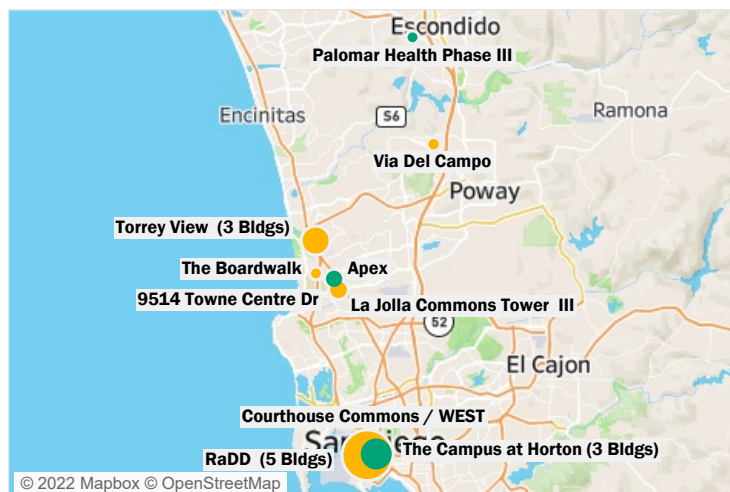 Escondido
Palomar Health Phase III
Encinitas
S6
Ramona
Via Del Campo
Poway
Torrey View (3 Bldgs)
The Boardwalk
Apex
9514 Towne Centre Dr
La Jolla Commons Tower III
52
El Cajon
Courthouse Commons / WEST
San Diego
RaDD (5 Bldgs)
The Campus at Horton (3 Bldgs)
© 2022 Mapbox © OpenStreetMap